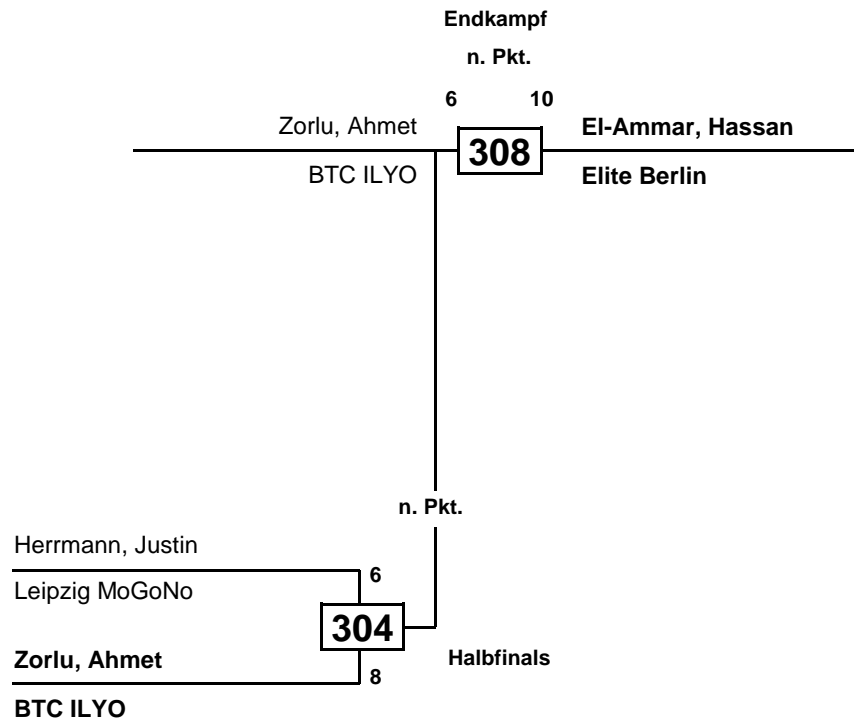 Endkampf
n. Pkt.
6 10
Zorlu, Ahmet El-Ammar, Hassan
308
BTC ILYO Elite Berlin
n. Pkt.
Herrmann, Justin
6
Leipzig MoGoNo
304
Zorlu, Ahmet Halbfinals
8
BTC ILYO